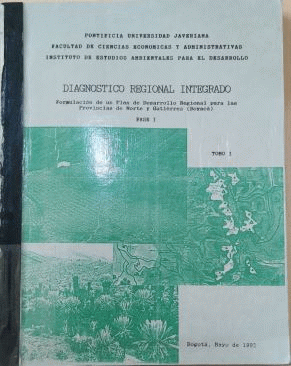 PONTIFICIA UNIVERSIDAD JAVERIANA
FACULTAD DE CIENCIAS ECONOMICAS Y ADMINISTRATIVAS
INSTITUTO DE ESTUDIOS AMBIENTALES PARA EL DESARROLLO
DIAGNOSTICO REGIONAL INTEGRADO
Formulación de un Plan de Desarrollo Regional para las
Provincias de Norte y Gutiérrez (Boyacá)
FASE I
TOMO I
Bogotá, Mayo de